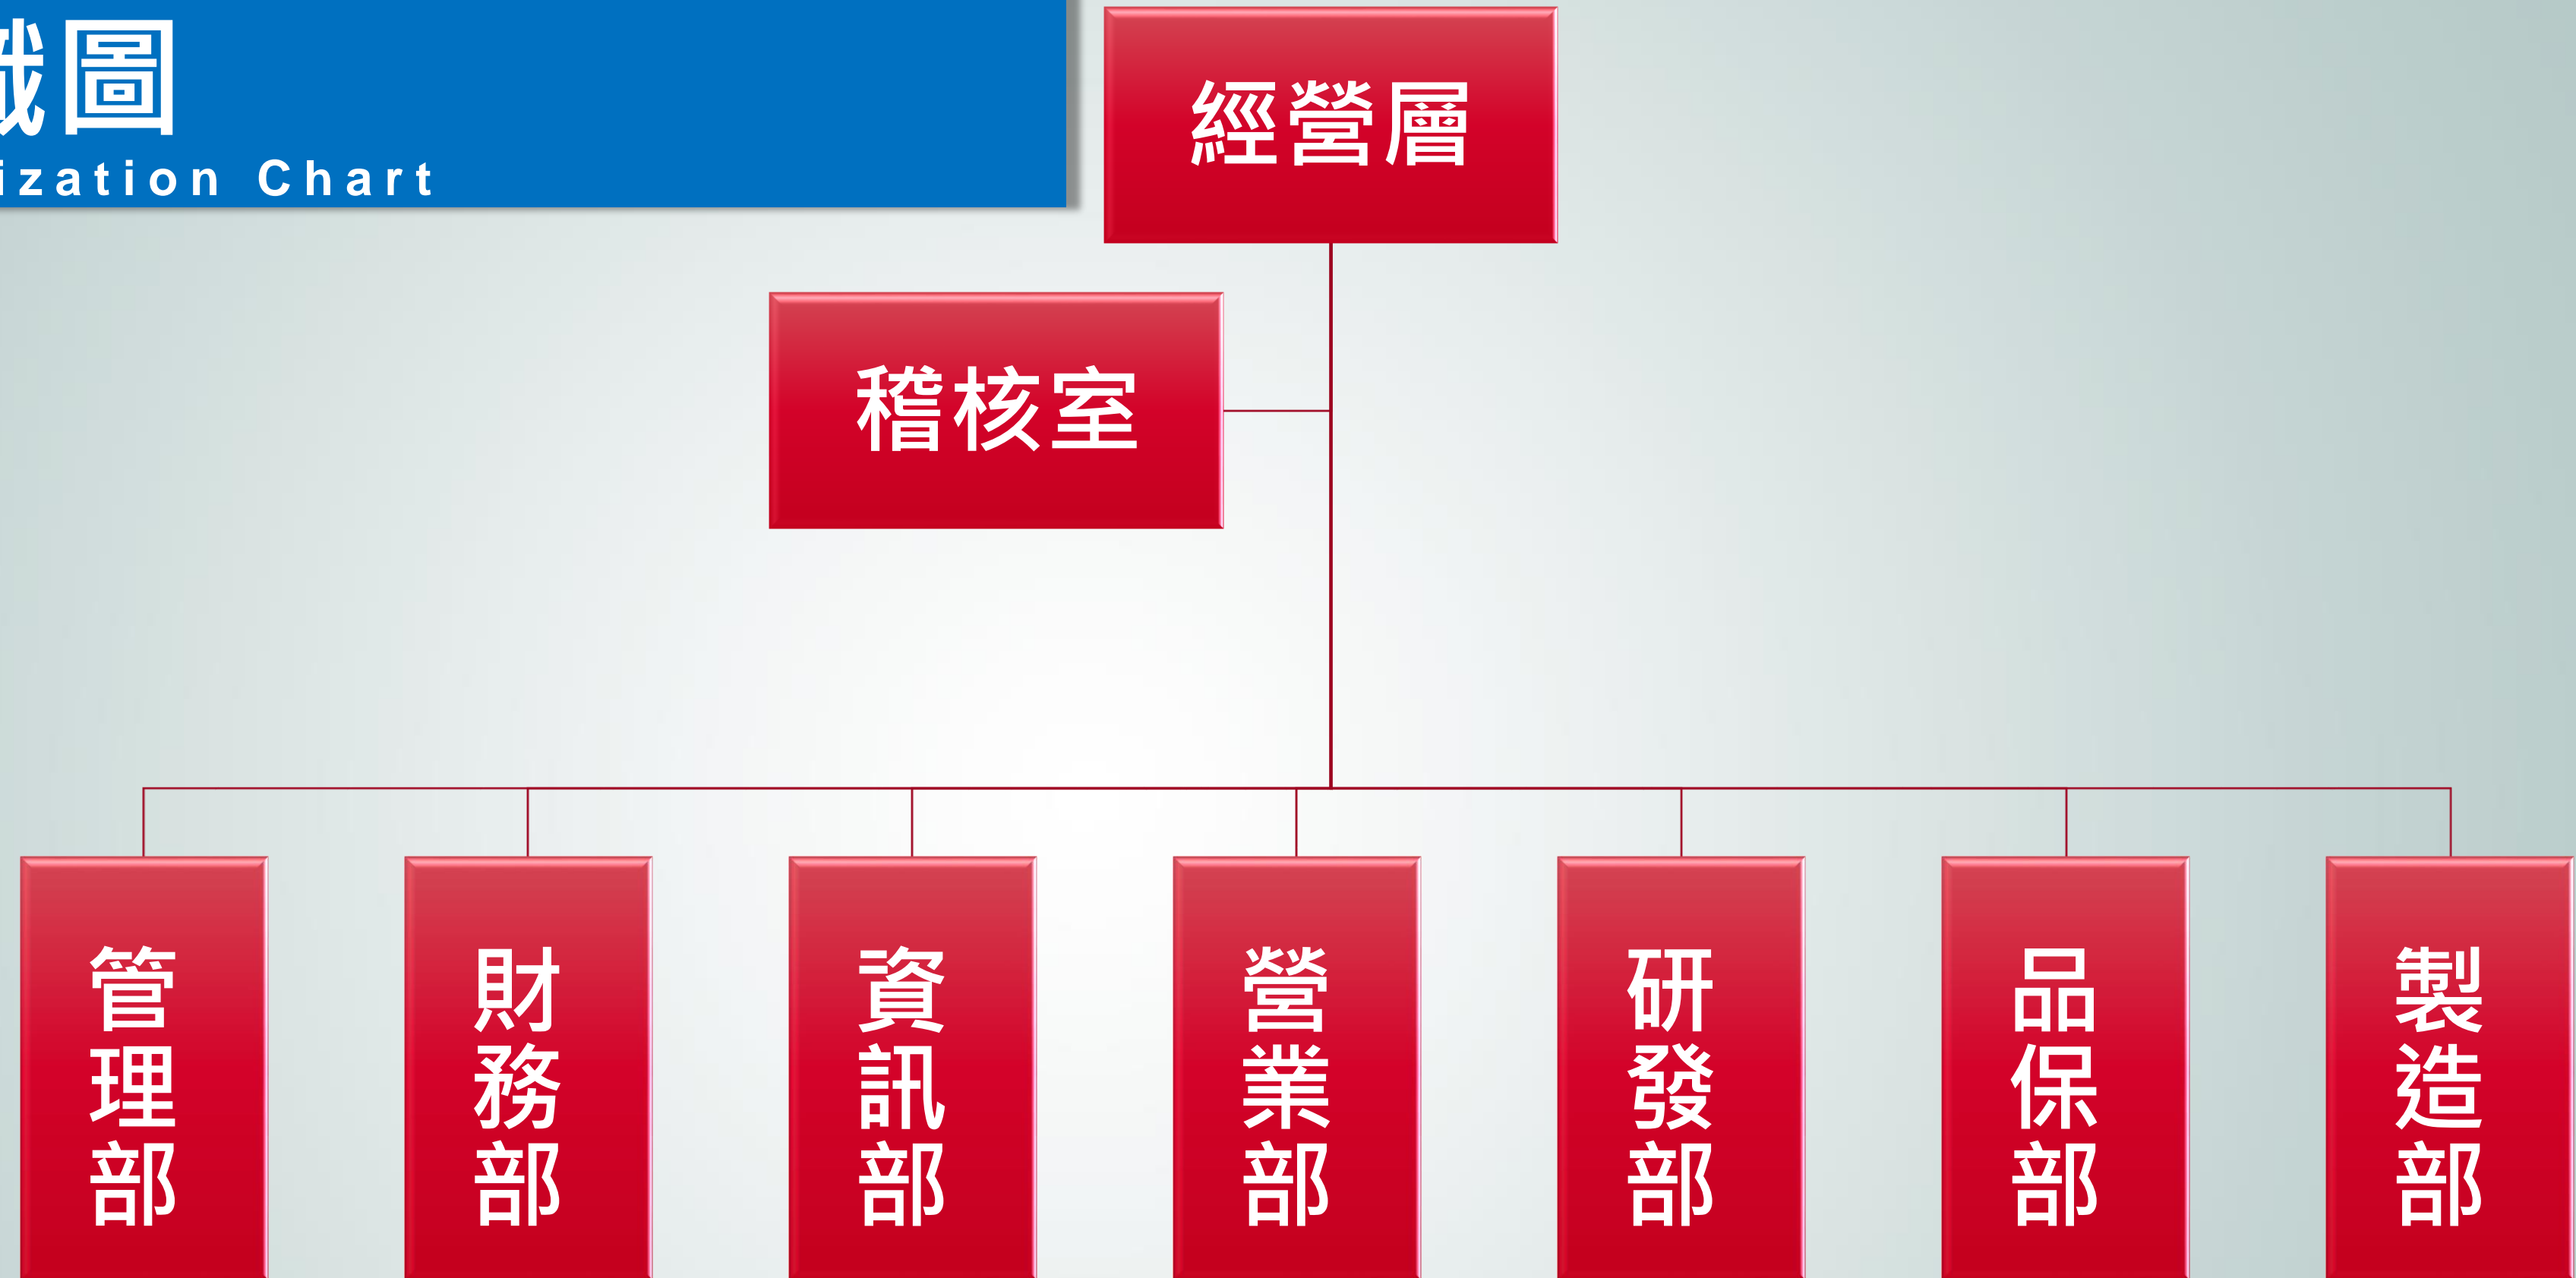 織圖
ization Chart
經營層
稽核室
管理部
財務部
資訊部
營業部
研發部
品保部
製造部